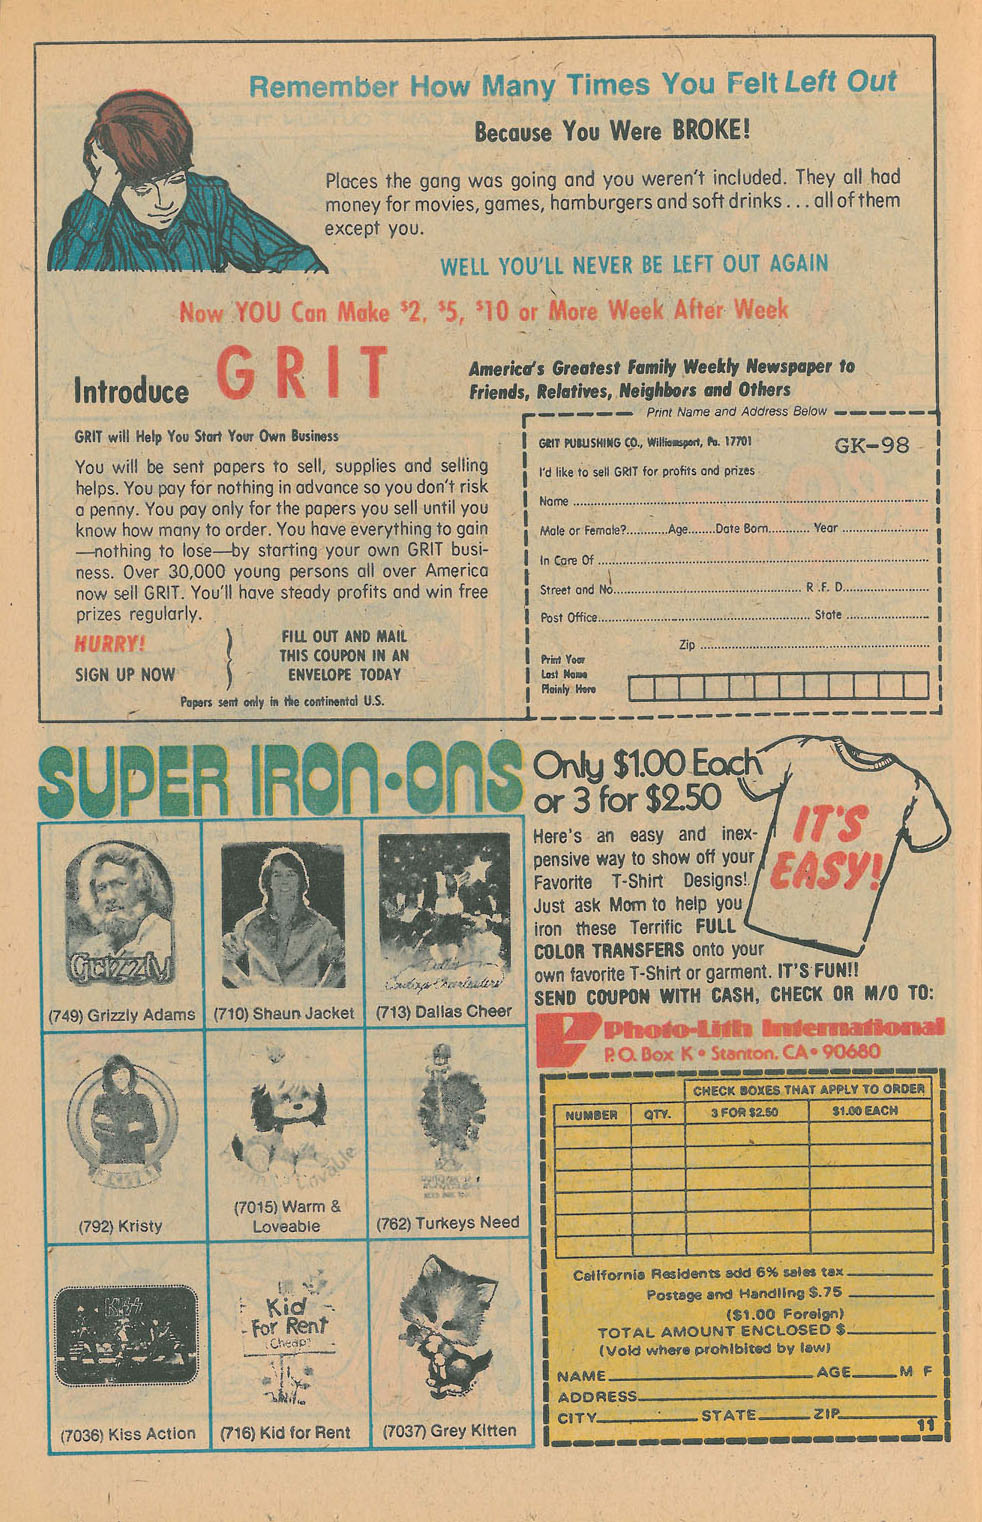 Remember How Many Times You Felt Left Out
Because You Were BROKE!
Places the gang was going and you weren't included. They all had
money for movies, games, hamburgers and soft drinks . . . all of them
except you.
WELL YOU'LL NEVER BE LEFT OUT AGAIN
Now YOU Can Make $2, $5, $10 or More Week After Week
Introduce GRIT
America's Greatest Family Weekly Newspaper to
Friends, Relatives, Neighbors and Others
GRIT will Help You Start Your Own Business
You will be sent papers to sell, supplies and selling
helps. You pay for nothing in advance so you don't risk
a penny. You pay only for the papers you sell until you
know how many to order. You have everything to gain
—nothing to lose—by starting your own GRIT busi-
ness. Over 30,000 young persons all over America
now sell GRIT. You'll have steady profits and win free
prizes regularly.
HURRY!
SIGN UP NOW
FILL OUT AND MAIL
THIS COUPON IN AN
ENVELOPE TODAY
Papers sent only in the continental U.S.
Print Name and Address Below
GRIT PUBLISHING CO., Williamsport, Pa. 17701
GK-98
I'd like to sell GRIT for profits and prizes
Name
Male or Female? Age Date Born Year
In Care Of
Street and No. R.F.D.
Post Office State
Zip
Print Your
Last Name
Plainly Here
SUPER IRON-ONS
(749) Grizzly Adams
(710) Shaun Jacket
(713) Dallas Cheer
Grizzly
(792) Kristy
(7015) Warm &
Loveable
(762) Turkeys Need
Kiss
Kid
For Rent
Cheap
(7036) Kiss Action
(716) Kid for Rent
(7037) Grey Kitten
Only $1.00 Each
or 3 for $2.50
Here's an easy and inex-
pensive way to show off your
Favorite T-Shirt Designs!
Just ask Mom to help you
iron these Terrific FULL
COLOR TRANSFERS onto your
own favorite T-Shirt or garment. IT'S FUN!!
SEND COUPON WITH CASH, CHECK OR M/O TO:
IT'S
EASY!
Photo-Lith International
P.O. Box K • Stanton, CA • 90680
CHECK BOXES THAT APPLY TO ORDER
NUMBER QTY. 3 FOR $2.50 $1.00 EACH
California Residents add 6% sales tax
Postage and Handling $.75
($1.00 Foreign)
TOTAL AMOUNT ENCLOSED $
(Void where prohibited by law)
NAME AGE M F
ADDRESS
CITY STATE ZIP
11